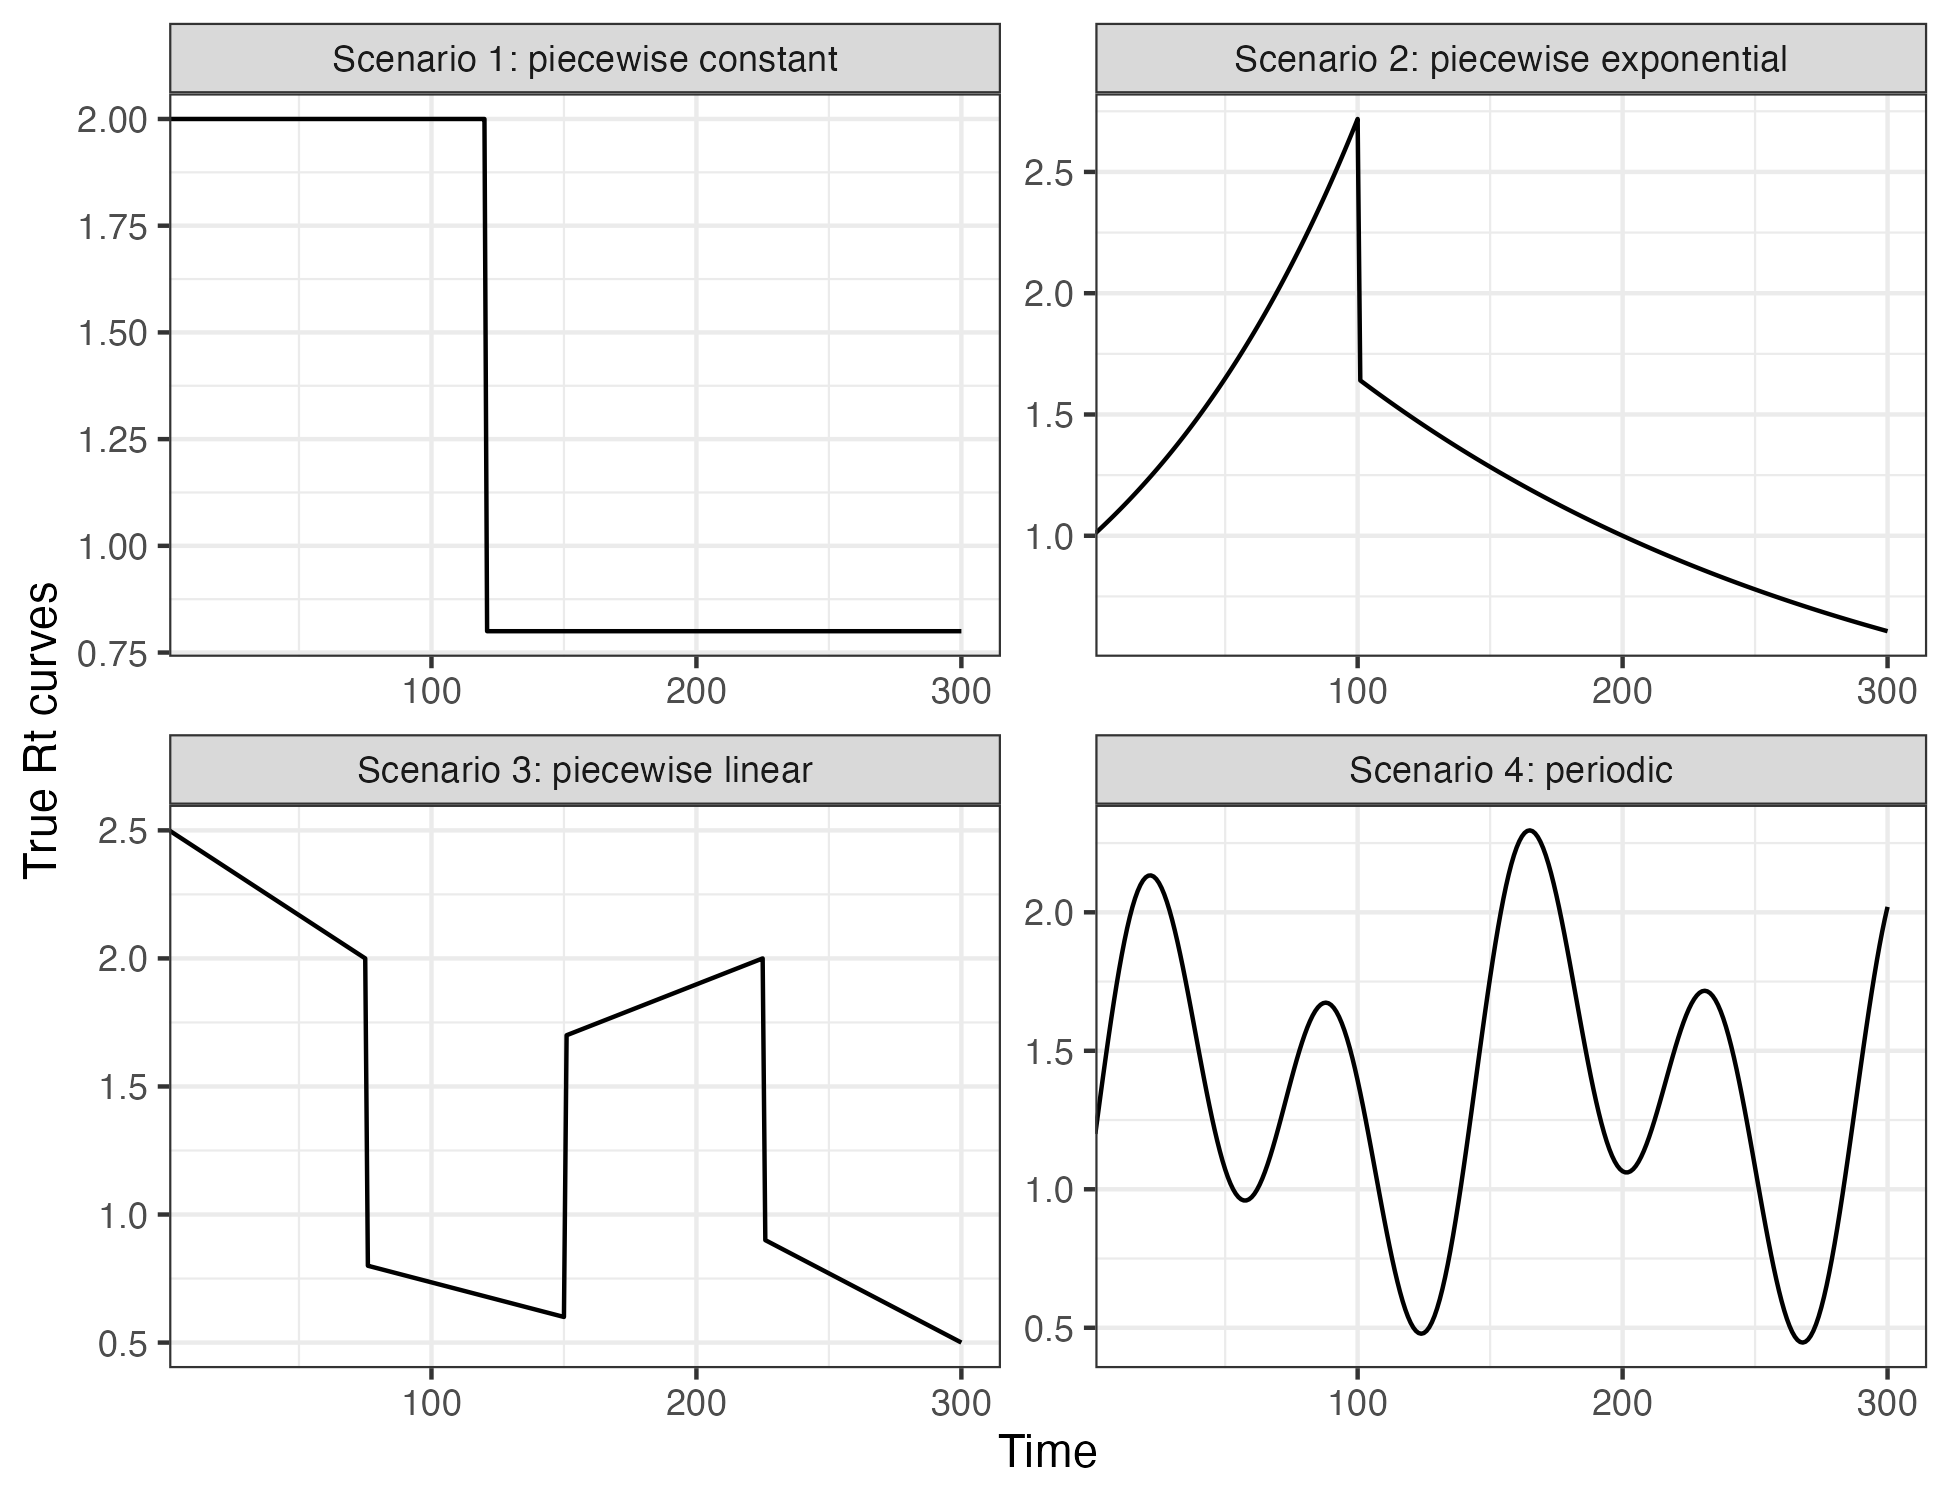 Scenario 1: piecewise constant
Scenario 2: piecewise exponential
2.00
1.75
1.50
1.25
1.00
0.75
100 200 300
2.5
2.0
1.5
1.0
100 200 300
Scenario 3: piecewise linear
Scenario 4: periodic
2.5
2.0
1.5
1.0
0.5
100 200 300
2.0
1.5
1.0
0.5
100 200 300
True Rt curves
Time